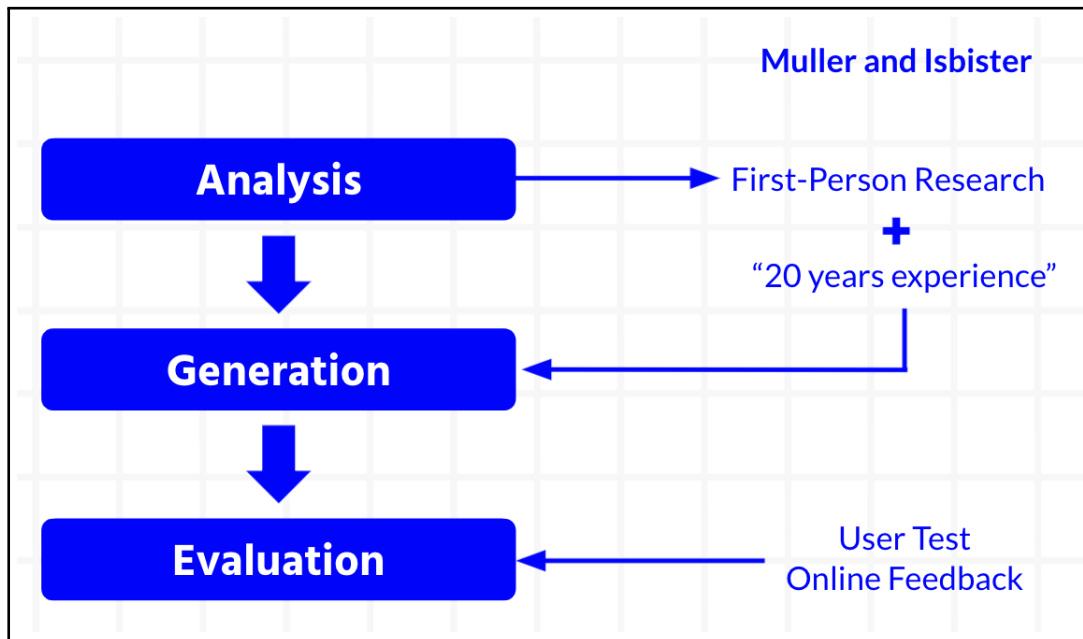 Muller and Isbister
Analysis
First-Person Research
+
“20 years experience”
Generation
Evaluation
User Test
Online Feedback